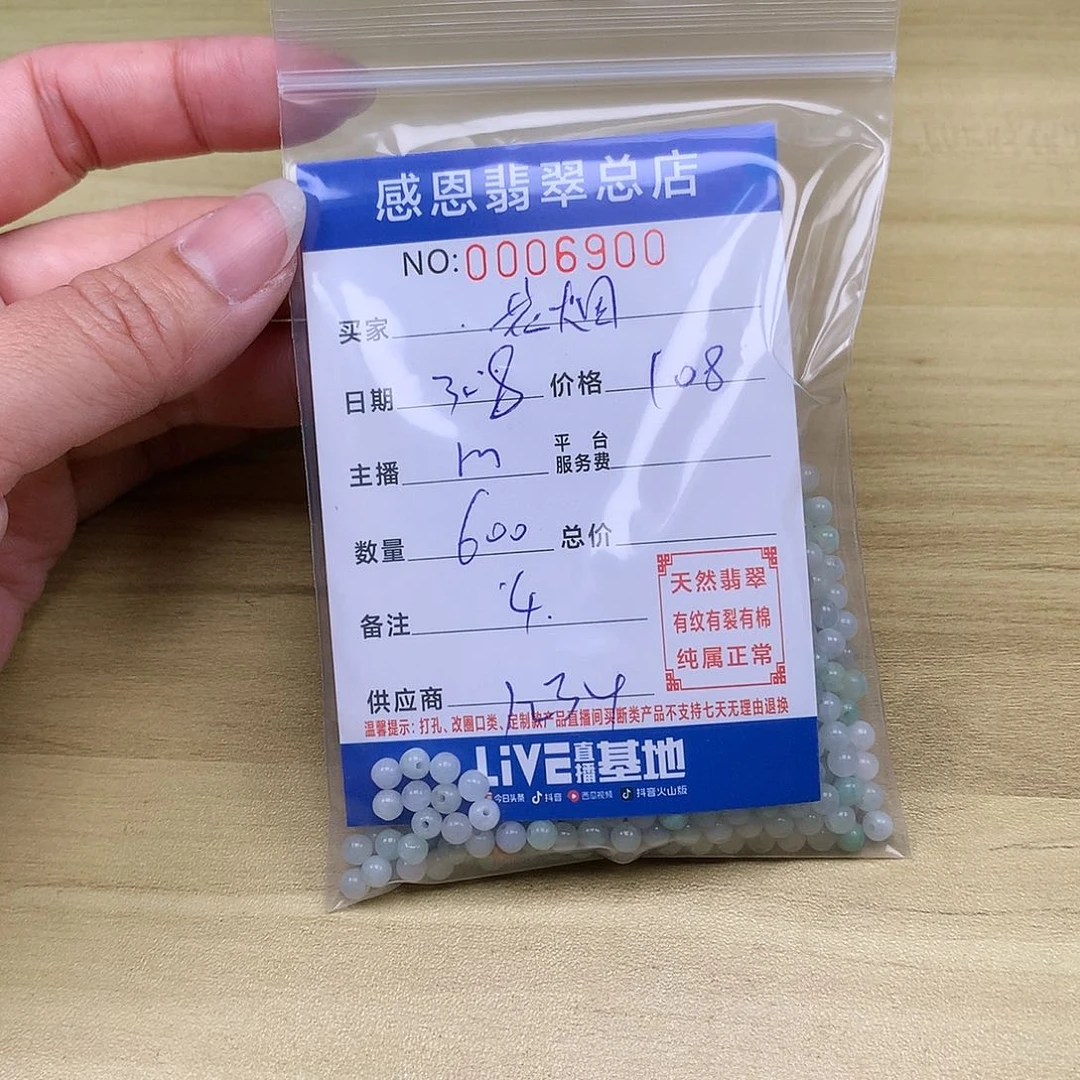 感恩翡翠总店
NO:0006900
买家
日期 3.8 价格 108
主播 m 平台服务费
数量 600 总价
备注 4.
天然翡翠
有纹有裂有棉
纯属正常
供应商 1234
温馨提示：打孔、改圈口类、定制款产品直播间买断类产品不支持七天无理由退换
LiVE直播基地
今日头条 抖音 西瓜视频 抖音火山版